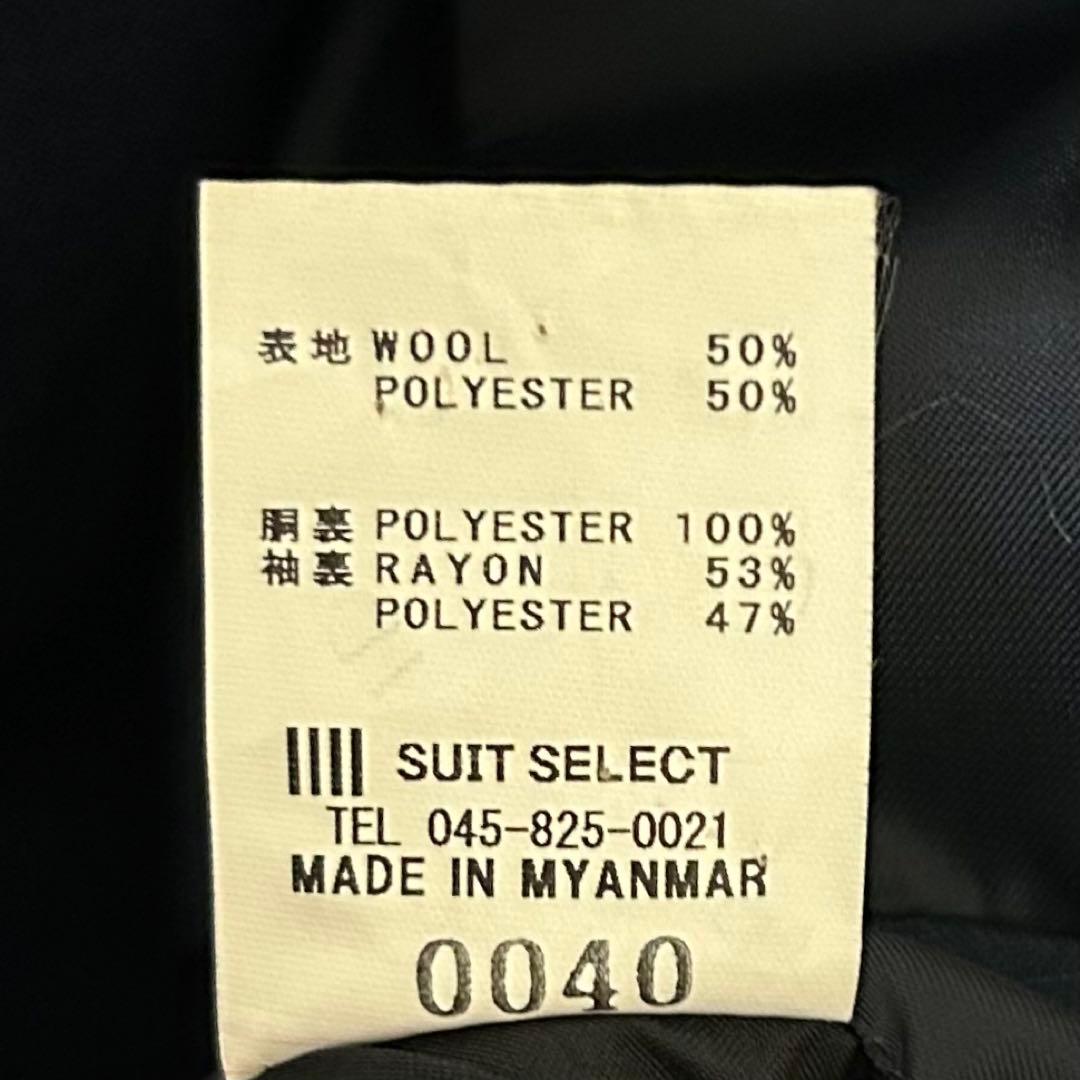 表地 WOOL 50%
POLYESTER 50%
胴裏 POLYESTER 100%
袖裏 RAYON 53%
POLYESTER 47%
SUIT SELECT
TEL 045-825-0021
MADE IN MYANMAR
0040